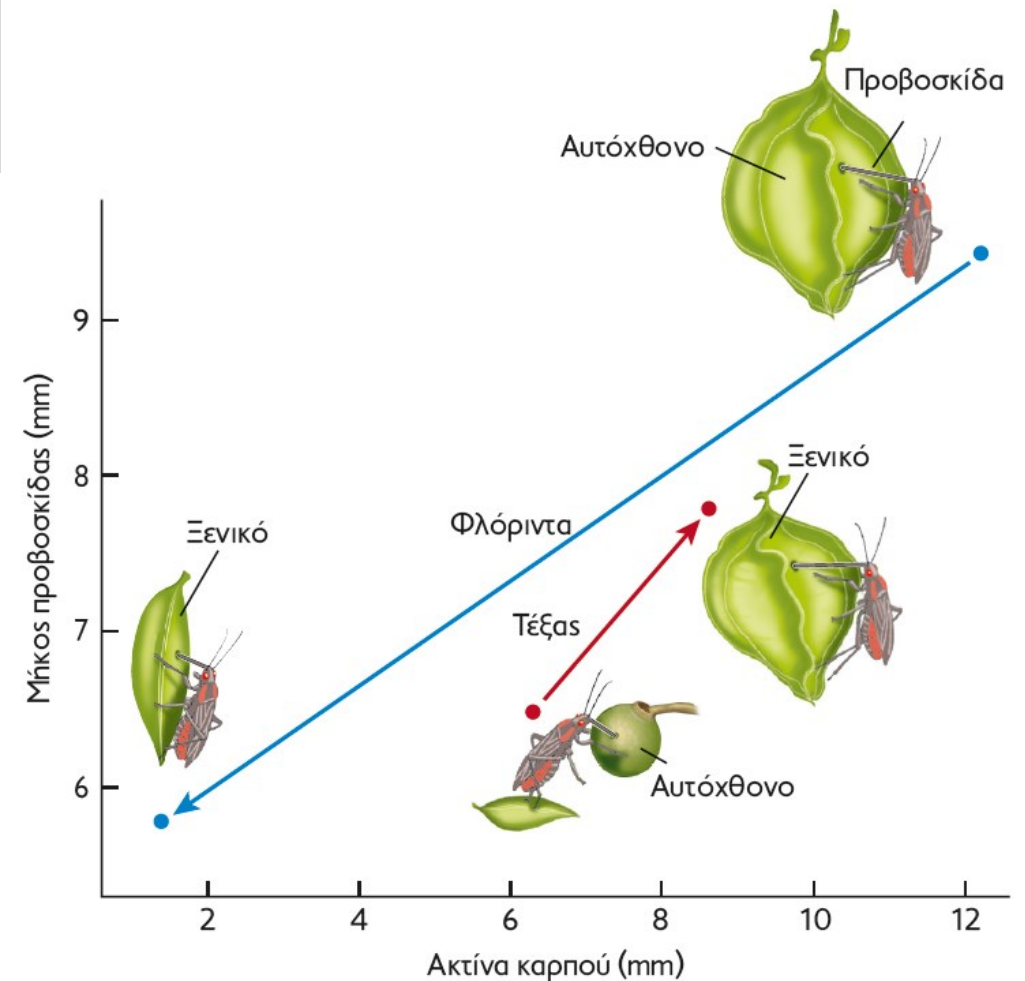 Προβοσκίδα
Αυτόχθονο
9
8
7
6
Μήκος προβοσκίδας (mm)
Ξενικό
Φλόριντα
Ξενικό
Τέξας
Αυτόχθονο
2 4 6 8 10 12
Ακτίνα καρπού (mm)